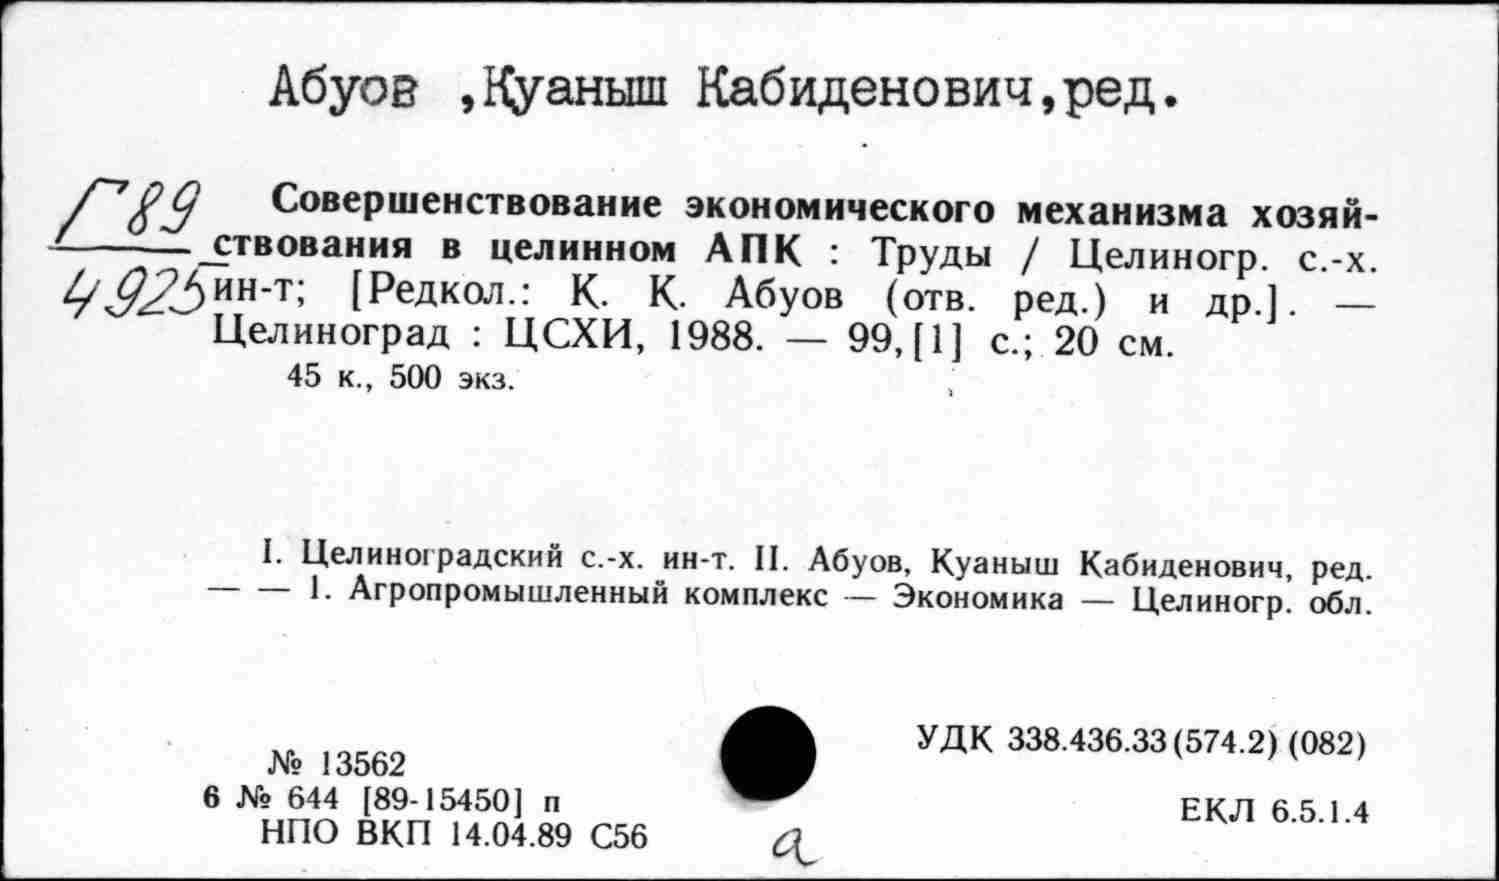 Абуов ,Куаныш Кабиденович,ред.
Г89
4925
Совершенствование экономического механизма хозяй-
ствования в целинном АПК : Труды / Целиногр. с.-х.
ин-т; [Редкол.: К. К. Абуов (отв. ред.) и др.]. —
Целиноград : ЦСХИ, 1988. — 99,[1] с.; 20 см.
45 к., 500 экз.
I. Целиноградский с.-х. ин-т. II. Абуов, Куаныш Кабиденович, ред.
— — 1. Агропромышленный комплекс — Экономика — Целиногр. обл.
УДК 338.436.33(574.2)(082)
№ 13562
6 № 644 [89-15450] п
ЕКЛ 6.5.1.4
НПО ВКП 14.04.89 С56
а